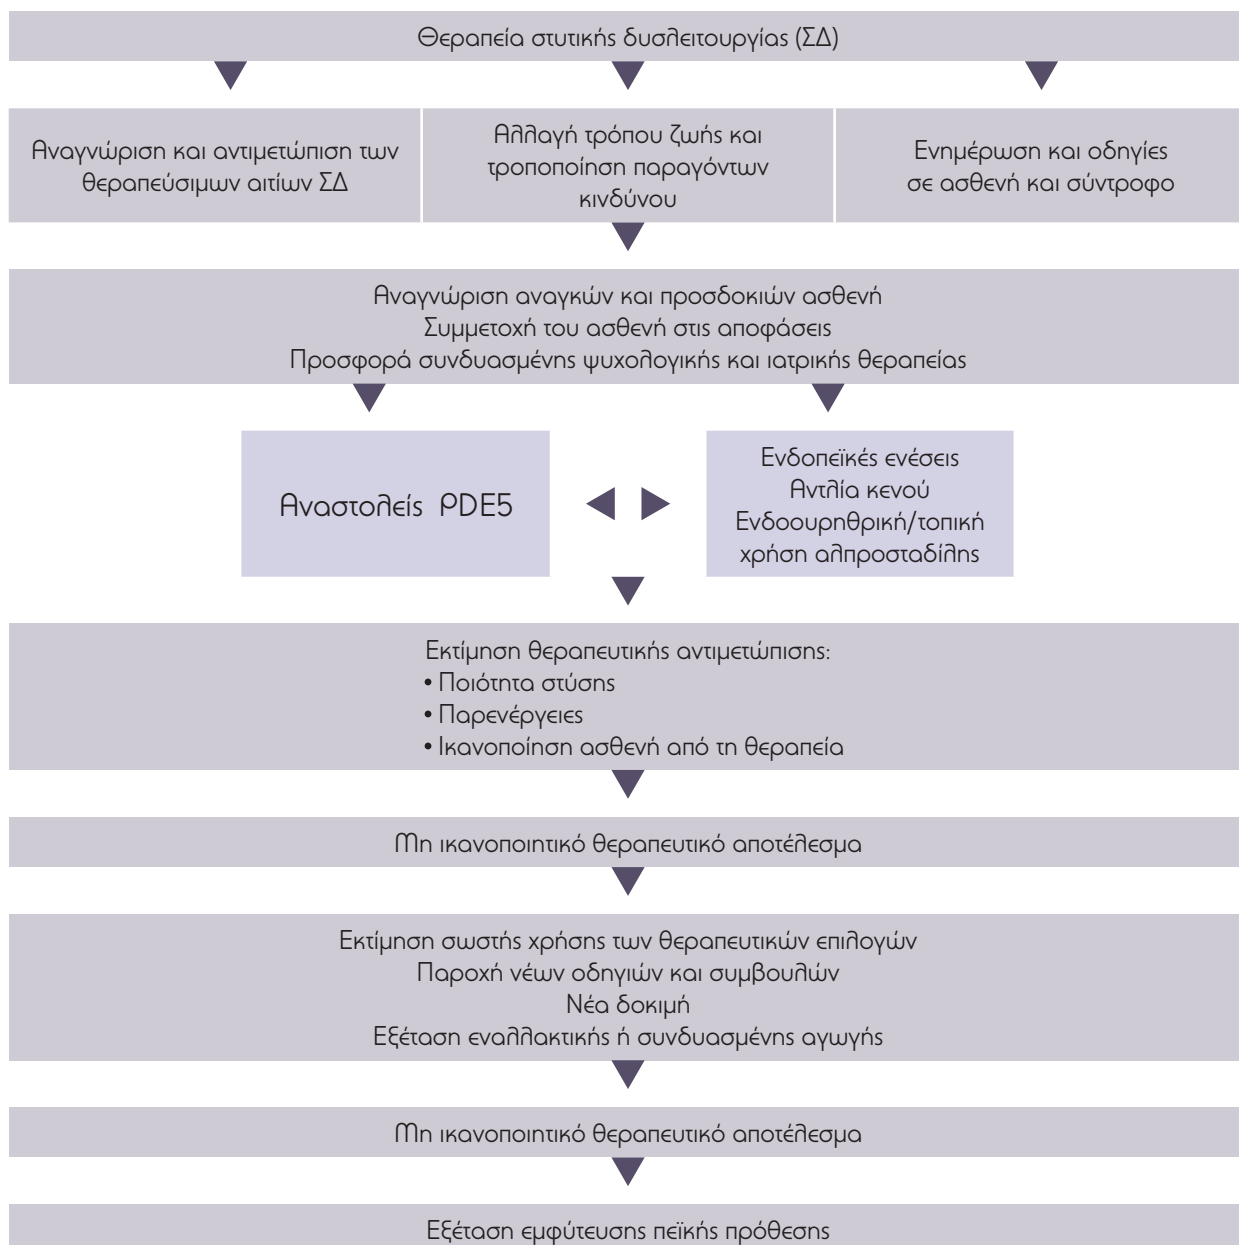 Θεραπεία στυτικής δυσλειτουργίας (ΣΔ)
Αναγνώριση και αντιμετώπιση των
θεραπεύσιμων αιτίων ΣΔ
Αλλαγή τρόπου ζωής και
τροποποίηση παραγόντων
κινδύνου
Ενημέρωση και οδηγίες
σε ασθενή και σύντροφο
Αναγνώριση αναγκών και προσδοκιών ασθενή
Συμμετοχή του ασθενή στις αποφάσεις
Προσφορά συνδυασμένης ψυχολογικής και ιατρικής θεραπείας
Αναστολείς PDE5
Ενδοπεϊκές ενέσεις
Αντλία κενού
Ενδοουρηθρική/τοπική
χρήση αλπροσταδίλης
Εκτίμηση θεραπευτικής αντιμετώπισης:
• Ποιότητα στύσης
• Παρενέργειες
• Ικανοποίηση ασθενή από τη θεραπεία
Μη ικανοποιητικό θεραπευτικό αποτέλεσμα
Εκτίμηση σωστής χρήσης των θεραπευτικών επιλογών
Παροχή νέων οδηγιών και συμβουλών
Νέα δοκιμή
Εξέταση εναλλακτικής ή συνδυασμένης αγωγής
Μη ικανοποιητικό θεραπευτικό αποτέλεσμα
Εξέταση εμφύτευσης πεϊκής πρόθεσης